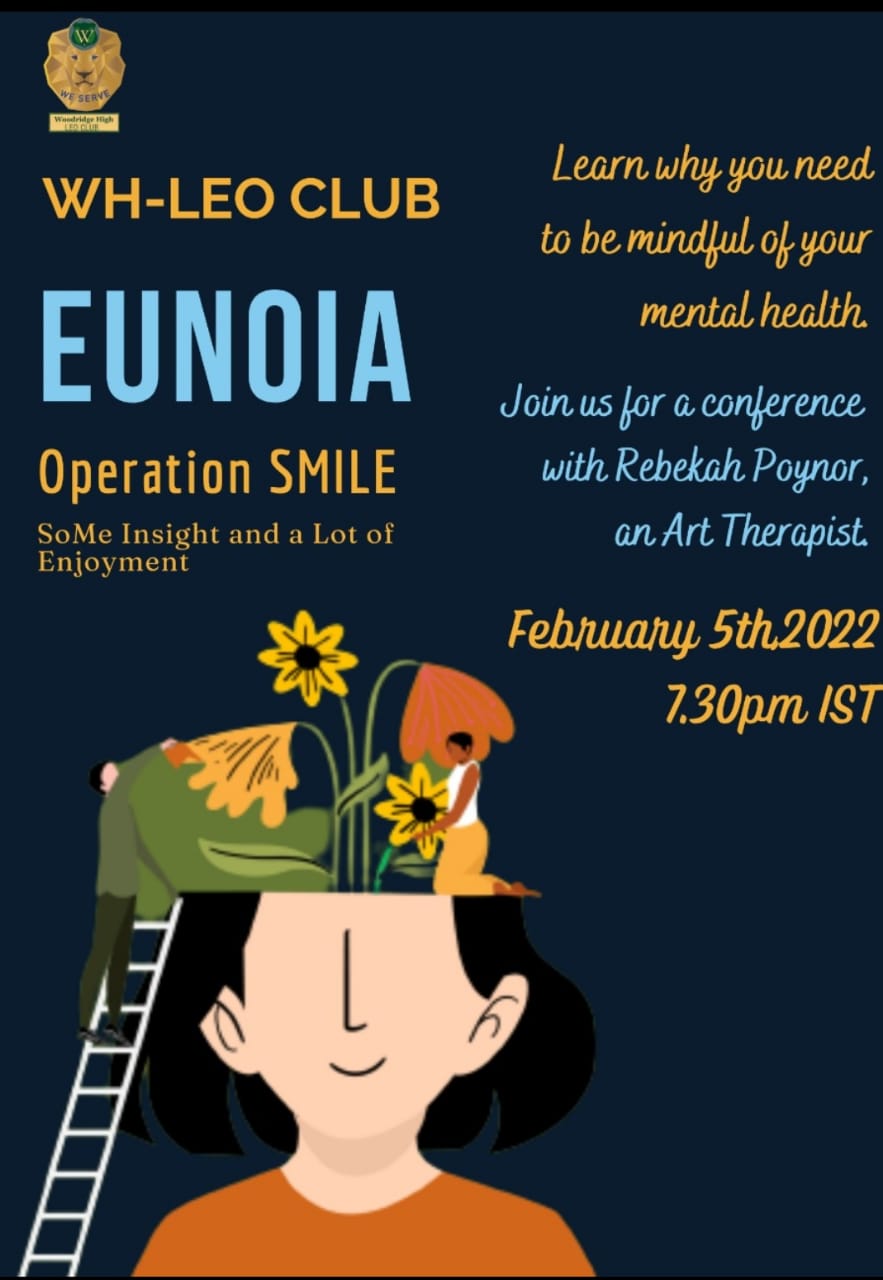 W
WE SERVE
Woodridge High
LEO CLUB
WH-LEO CLUB
EUNOIA
Operation SMILE
SoMe Insight and a Lot of
Enjoyment
Learn why you need
to be mindful of your
mental health.
Join us for a conference
with Rebekah Poynor,
an Art Therapist.
February 5th,2022
7.30pm IST